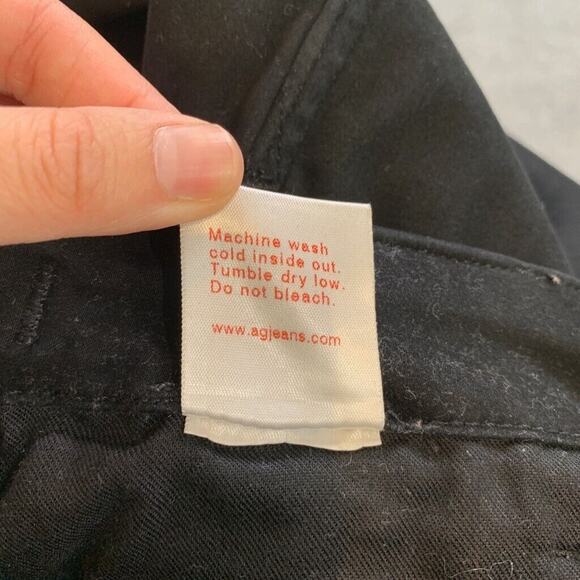 Machine wash
cold inside out.
Tumble dry low.
Do not bleach.
www.agjeans.com